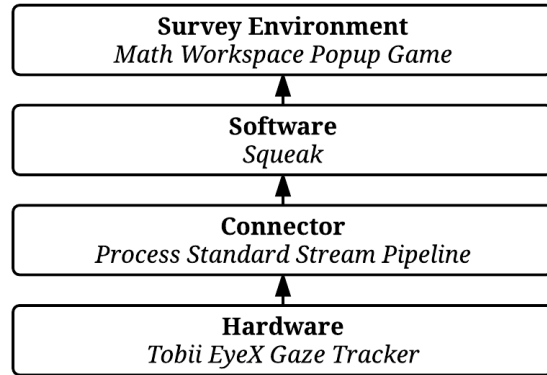 Survey Environment
Math Workspace Popup Game
Software
Squeak
Connector
Process Standard Stream Pipeline
Hardware
Tobii EyeX Gaze Tracker